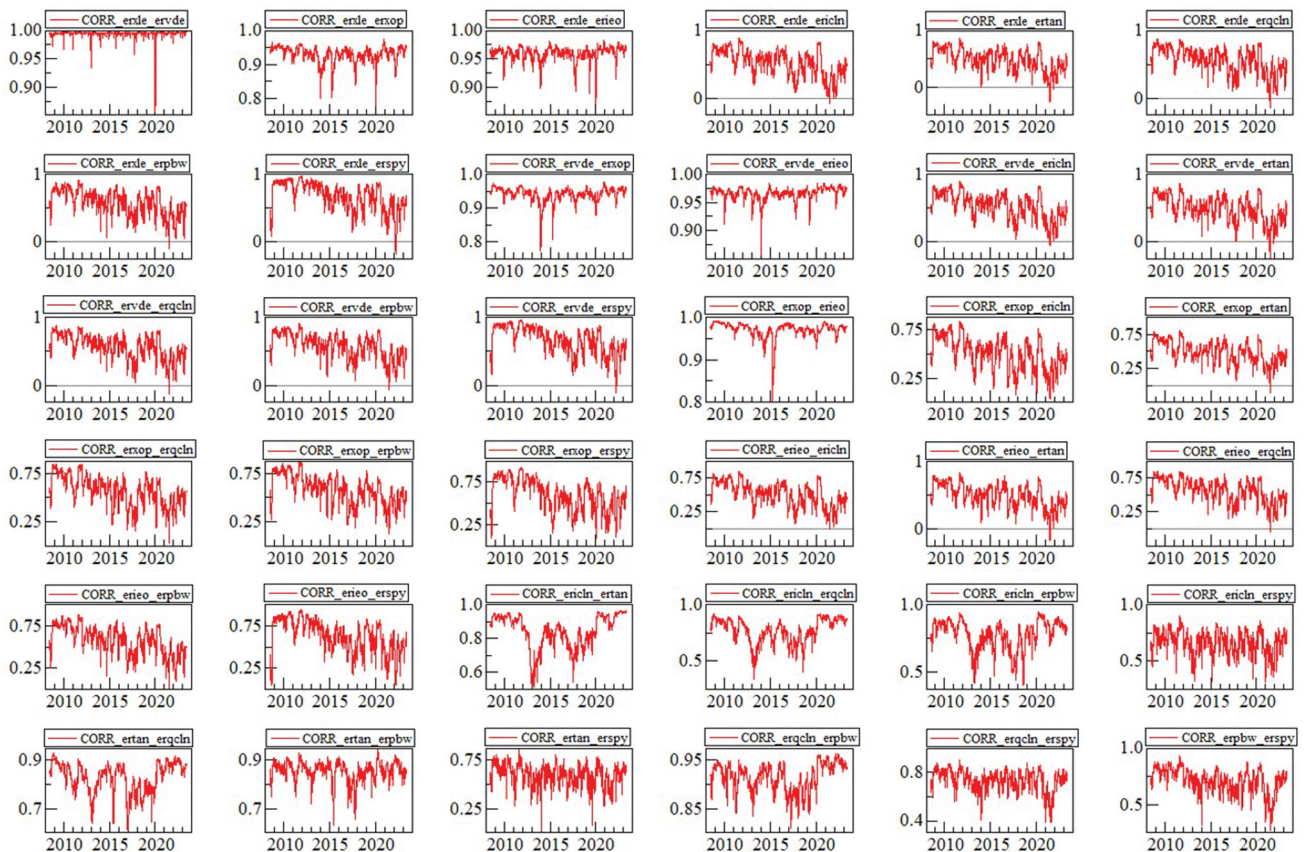 CORR_erxle_ervde
CORR_erxle_erxop
CORR_erxle_erieo
CORR_erxle_ericln
CORR_erxle_ertan
CORR_erxle_erqcln
1.00 0.9 1.00 1 1 1
0.95 0.95
0.90 0.90
0.8 0 0 0
2010 2015 2020 2010 2015 2020 2010 2015 2020 2010 2015 2020 2010 2015 2020 2010 2015 2020
CORR_erxle_erpbw
CORR_erxle_erspy
CORR_ervde_erxop
CORR_ervde_erieo
CORR_ervde_ericln
CORR_ervde_ertan
1 1 1.0 1.00 1 1
0.9 0.95
0 0 0.8 0.90 0 0
2010 2015 2020 2010 2015 2020 2010 2015 2020 2010 2015 2020 2010 2015 2020 2010 2015 2020
CORR_ervde_erqcln
CORR_ervde_erpbw
CORR_ervde_erspy
CORR_erxop_erieo
CORR_erxop_ericln
CORR_erxop_ertan
1 1 1 1.0 0.75 0.75
0.9 0.25
0 0 0 0.8 0.25
2010 2015 2020 2010 2015 2020 2010 2015 2020 2010 2015 2020 2010 2015 2020 2010 2015 2020
CORR_erxop_erqcln
CORR_erxop_erpbw
CORR_erxop_erspy
CORR_erieo_ericln
CORR_erieo_ertan
CORR_erieo_erqcln
0.75 0.75 0.75 0.75 1 0.75
0.25 0.25 0.25 0.25 0 0.25
2010 2015 2020 2010 2015 2020 2010 2015 2020 2010 2015 2020 2010 2015 2020 2010 2015 2020
CORR_erieo_erpbw
CORR_erieo_erspy
CORR_ericln_ertan
CORR_ericln_erqcln
CORR_ericln_erpbw
CORR_ericln_erspy
0.75 0.75 1.0 1.0 1.0 1.0
0.8
0.25 0.25 0.6 0.5 0.5 0.5
2010 2015 2020 2010 2015 2020 2010 2015 2020 2010 2015 2020 2010 2015 2020 2010 2015 2020
CORR_ertan_erqcln
CORR_ertan_erpbw
CORR_ertan_erspy
CORR_erqcln_erpbw
CORR_erqcln_erspy
CORR_erpbw_erspy
0.9 0.9 0.75 0.95 0.8 1.0
0.7 0.7 0.25 0.85 0.4 0.5
2010 2015 2020 2010 2015 2020 2010 2015 2020 2010 2015 2020 2010 2015 2020 2010 2015 2020